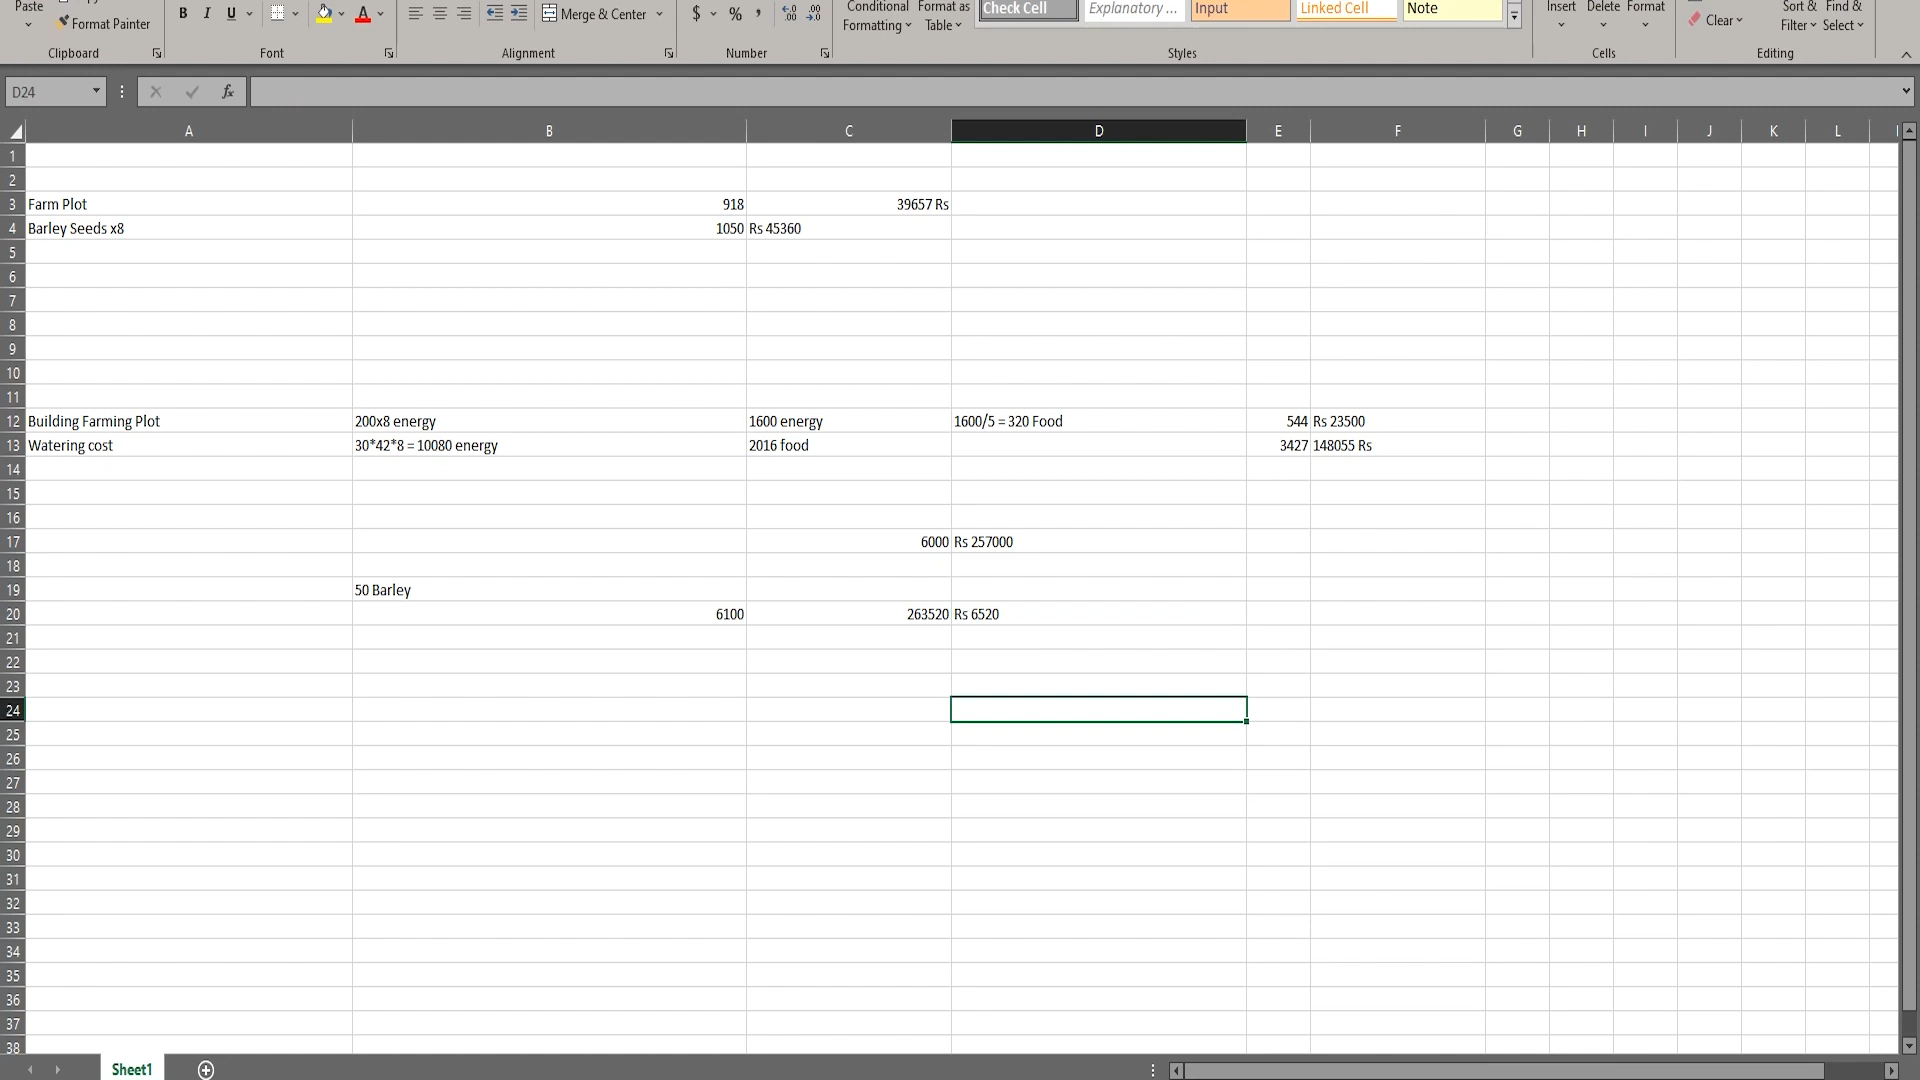 Paste
Format Painter
B I U A
Merge & Center
$ % ,
Conditional Formatting
Format as Table
Check Cell
Explanatory ...
Input
Linked Cell
Note
Insert Delete Format
Clear
Sort & Filter
Find & Select
Clipboard Font Alignment Number Styles Cells Editing
D24 fx
A B C D E F G H I J K L
1
2
3 Farm Plot 918 39657 Rs
4 Barley Seeds x8 1050 Rs 45360
5
6
7
8
9
10
11
12 Building Farming Plot 200x8 energy 1600 energy 1600/5 = 320 Food 544 Rs 23500
13 Watering cost 30*42*8 = 10080 energy 2016 food 3427 148055 Rs
14
15
16
17 6000 Rs 257000
18
19 50 Barley
20 6100 263520 Rs 6520
21
22
23
24
25
26
27
28
29
30
31
32
33
34
35
36
37
38
Sheet1